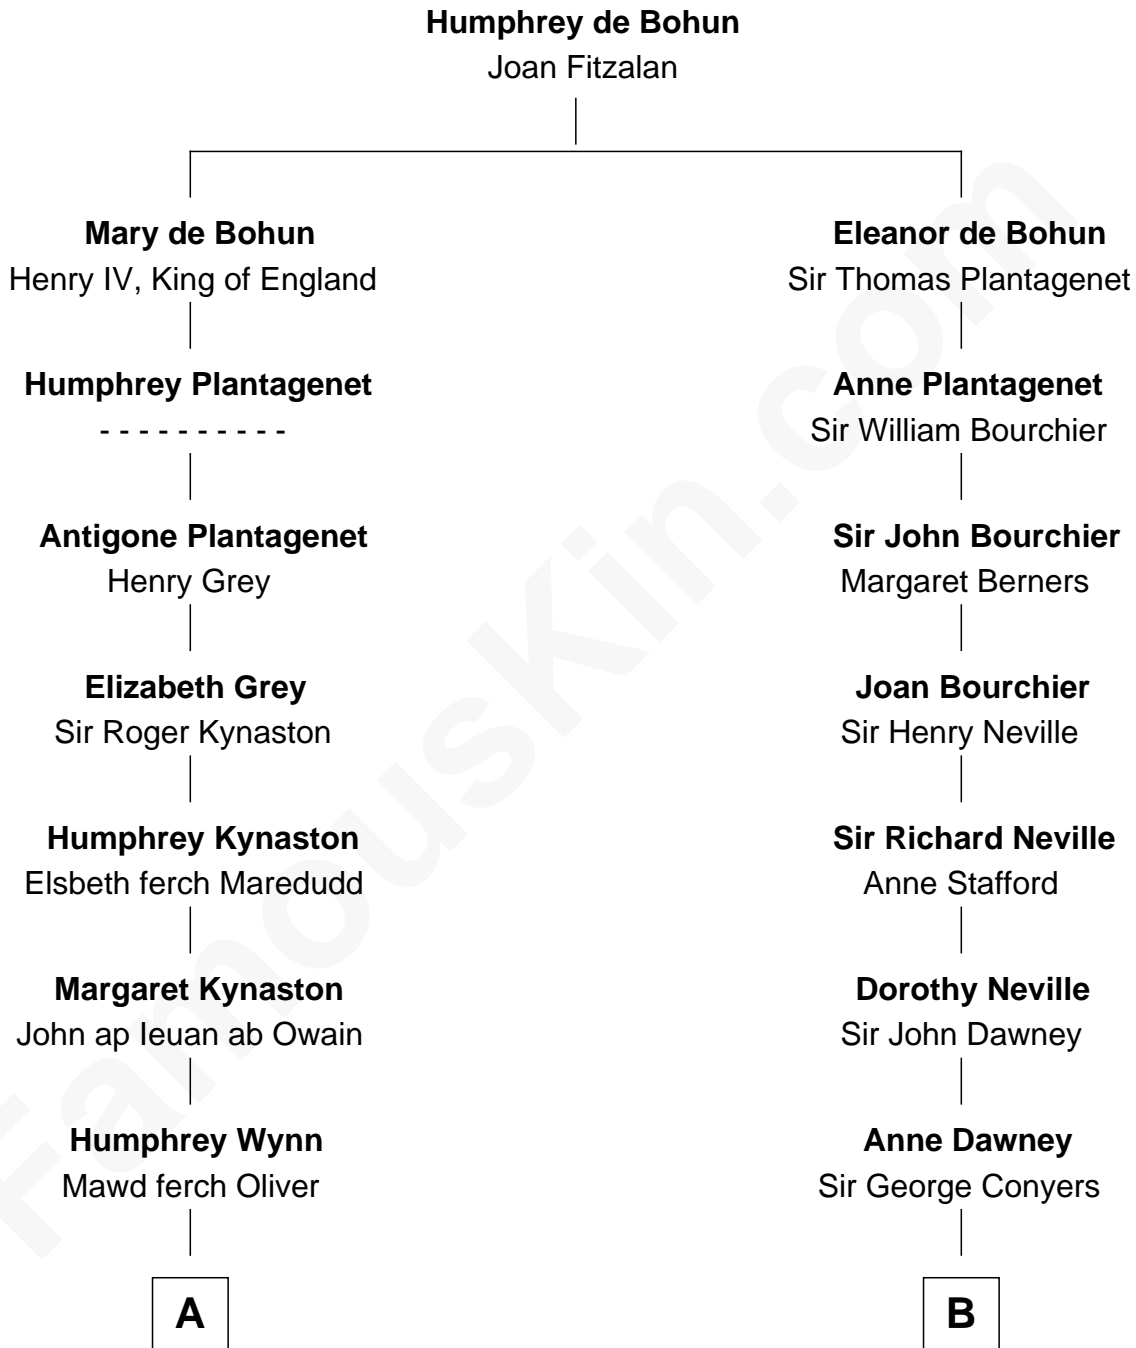 Humphrey de Bohun
Joan Fitzalan
Mary de Bohun
Henry IV, King of England
Eleanor de Bohun
Sir Thomas Plantagenet
Humphrey Plantagenet
- - - - - - - - - -
Anne Plantagenet
Sir William Bourchier
Antigone Plantagenet
Henry Grey
Sir John Bourchier
Margaret Berners
Elizabeth Grey
Sir Roger Kynaston
Joan Bourchier
Sir Henry Neville
Humphrey Kynaston
Elsbeth ferch Maredudd
Sir Richard Neville
Anne Stafford
Margaret Kynaston
John ap Ieuan ab Owain
Dorothy Neville
Sir John Dawney
Humphrey Wynn
Mawd ferch Oliver
Anne Dawney
Sir George Conyers
A
B
FamousKin.com